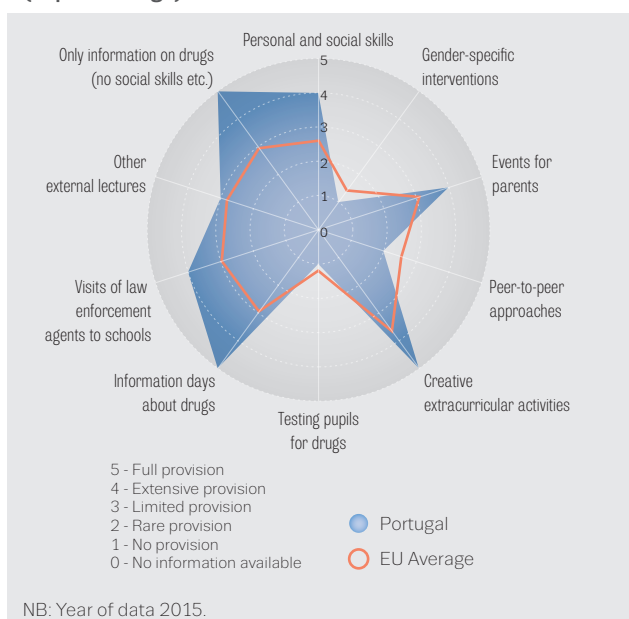 Personal and social skills
Only information on drugs
(no social skills etc.)
Gender-specific
interventions
5
4
3
2
1
0
Other
external lectures
Events for
parents
Visits of law
enforcement
agents to schools
Peer-to-peer
approaches
Information days
about drugs
Creative
extracurricular activities
Testing pupils
for drugs
5 - Full provision
4 - Extensive provision
3 - Limited provision
2 - Rare provision
1 - No provision
0 - No information available
Portugal
EU Average
NB: Year of data 2015.